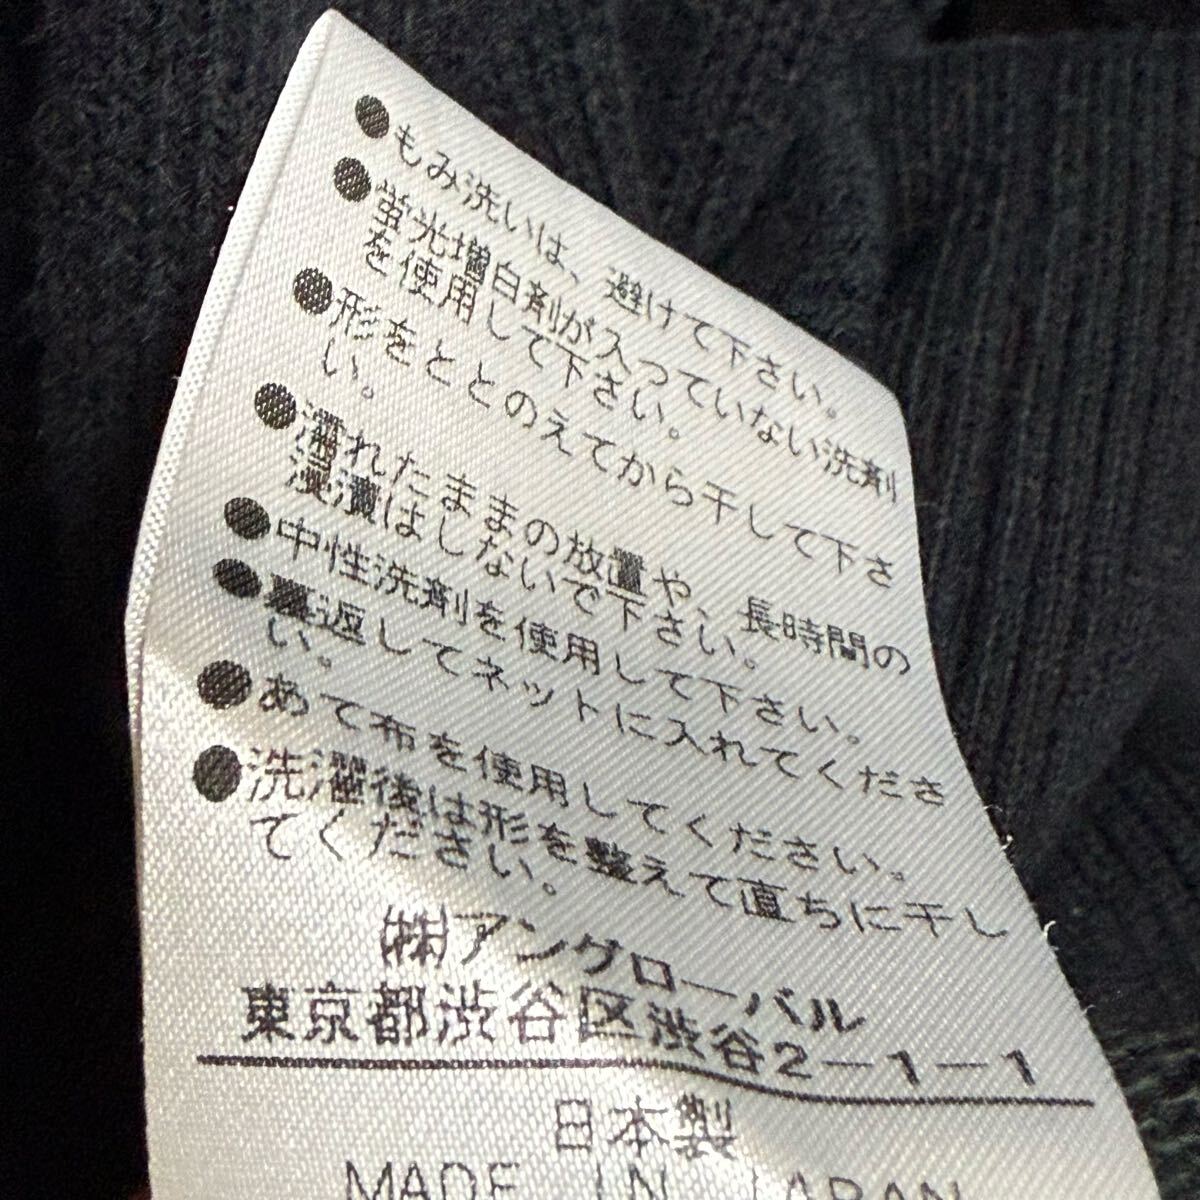 ●もみ洗いは、避けて下さい。
●蛍光増白剤が入っていない洗剤
を使用して下さい。
●形をととのえてから干して下さ
い。
●濡れたままの放置や、長時間の
浸漬はしないで下さい。
●中性洗剤を使用して下さい。
●裏返してネットに入れてくださ
い。
●あて布を使用してください。
●洗濯後は形を整えて直ちに干し
てください。
㈱アングローバル
東京都渋谷区渋谷2-1-1
日本製
MADE IN JAPAN